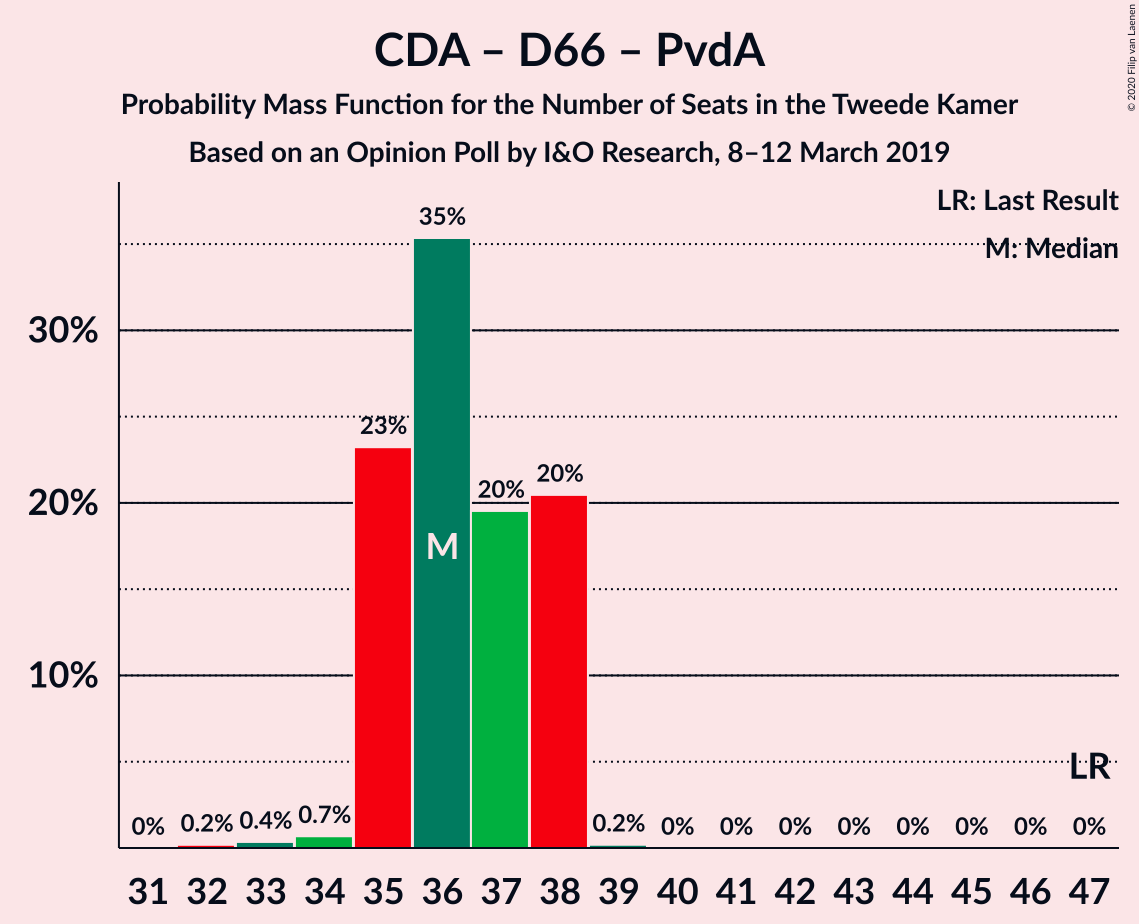 CDA – D66 – PvdA
Probability Mass Function for the Number of Seats in the Tweede Kamer
Based on an Opinion Poll by I&O Research, 8–12 March 2019
© 2020 Filip van Laenen
LR: Last Result
M: Median
30%
20%
10%
0%
0.2%
0.4%
0.7%
23%
35%
20%
20%
0.2%
0%
0%
0%
0%
0%
0%
0%
0%
M
LR
31 32 33 34 35 36 37 38 39 40 41 42 43 44 45 46 47